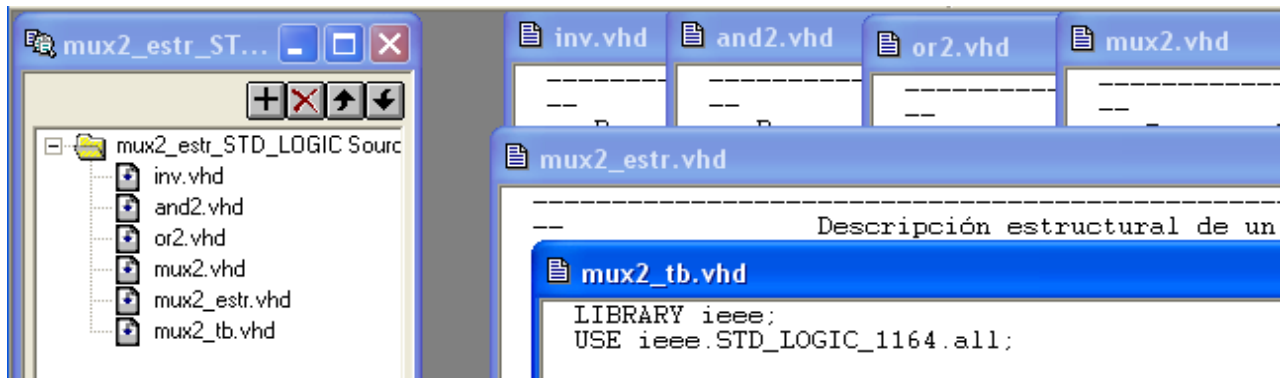 mux2_estr_ST...
mux2_estr_STD_LOGIC Sourc
inv.vhd
and2.vhd
or2.vhd
mux2.vhd
mux2_estr.vhd
mux2_tb.vhd
inv.vhd
and2.vhd
or2.vhd
mux2.vhd
--
--
--
--
mux2_estr.vhd
-- Descripción estructural de un
mux2_tb.vhd
LIBRARY ieee;
USE ieee.STD_LOGIC_1164.all;